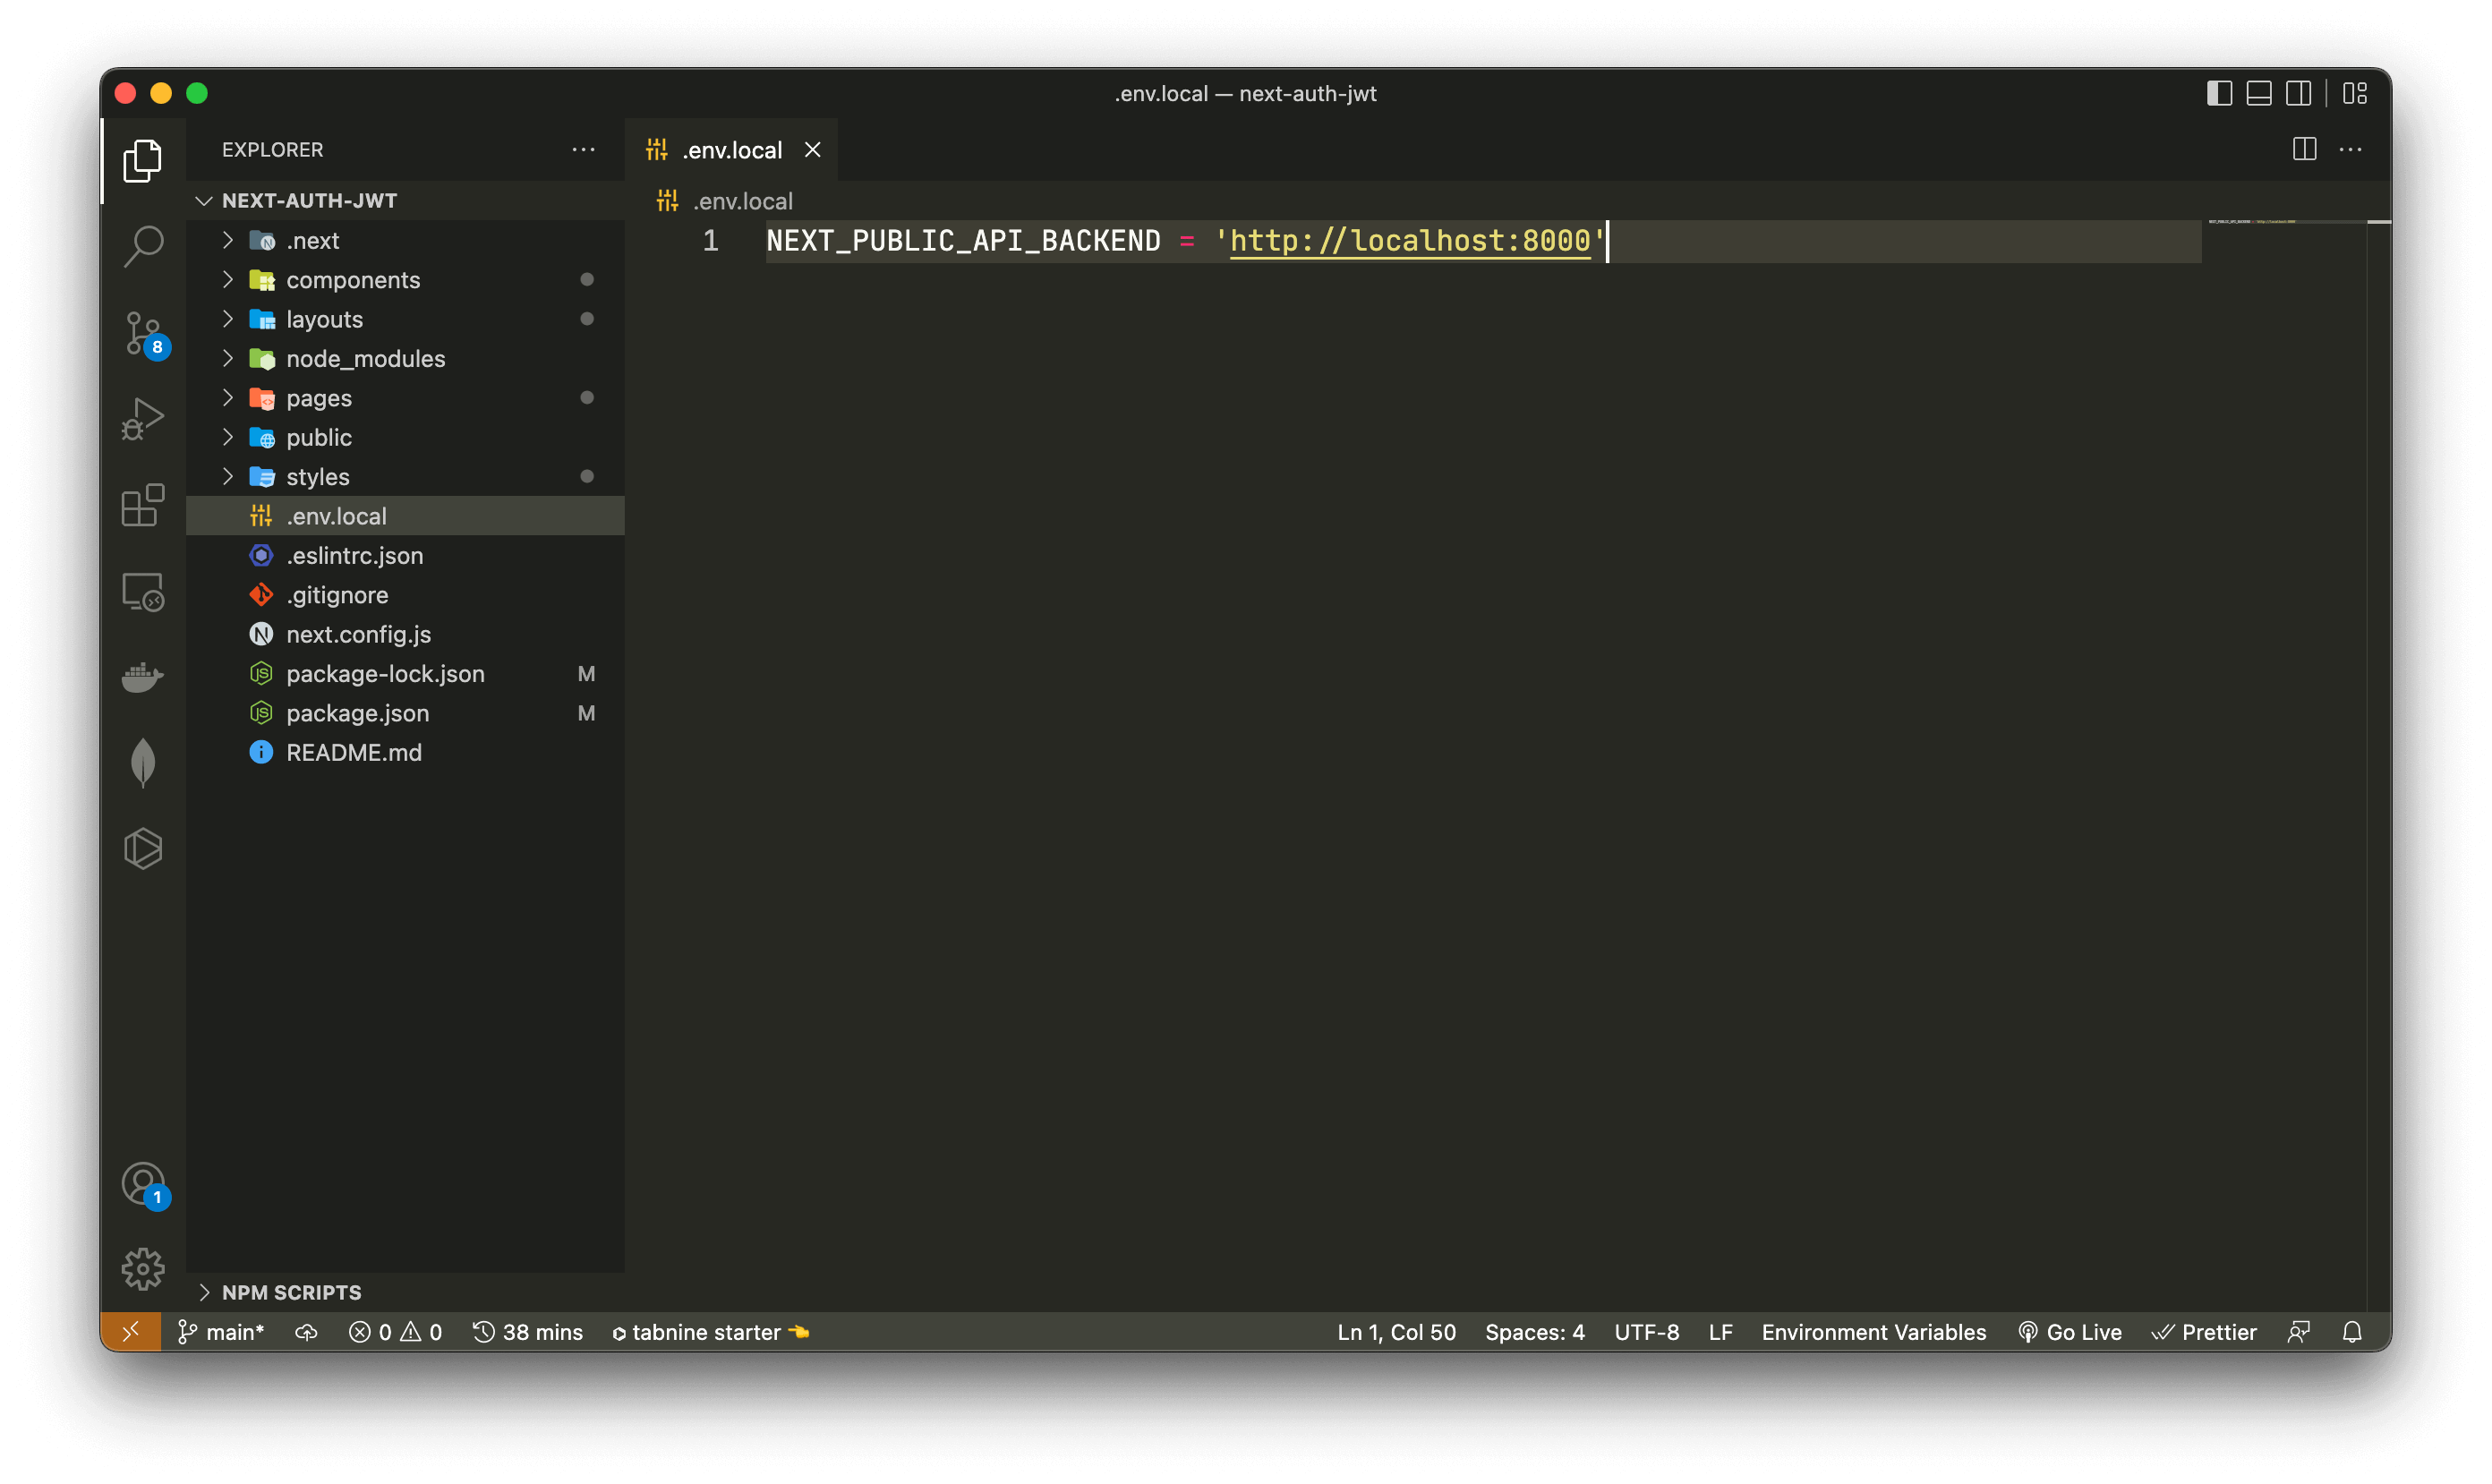 .env.local — next-auth-jwt
EXPLORER
.env.local
NEXT-AUTH-JWT
.env.local
.next
1 NEXT_PUBLIC_API_BACKEND = 'http://localhost:8000'
components
layouts
8
node_modules
pages
public
styles
.env.local
.eslintrc.json
.gitignore
next.config.js
package-lock.json M
package.json M
README.md
1
NPM SCRIPTS
main* 0 0 38 mins tabnine starter Ln 1, Col 50 Spaces: 4 UTF-8 LF Environment Variables Go Live Prettier